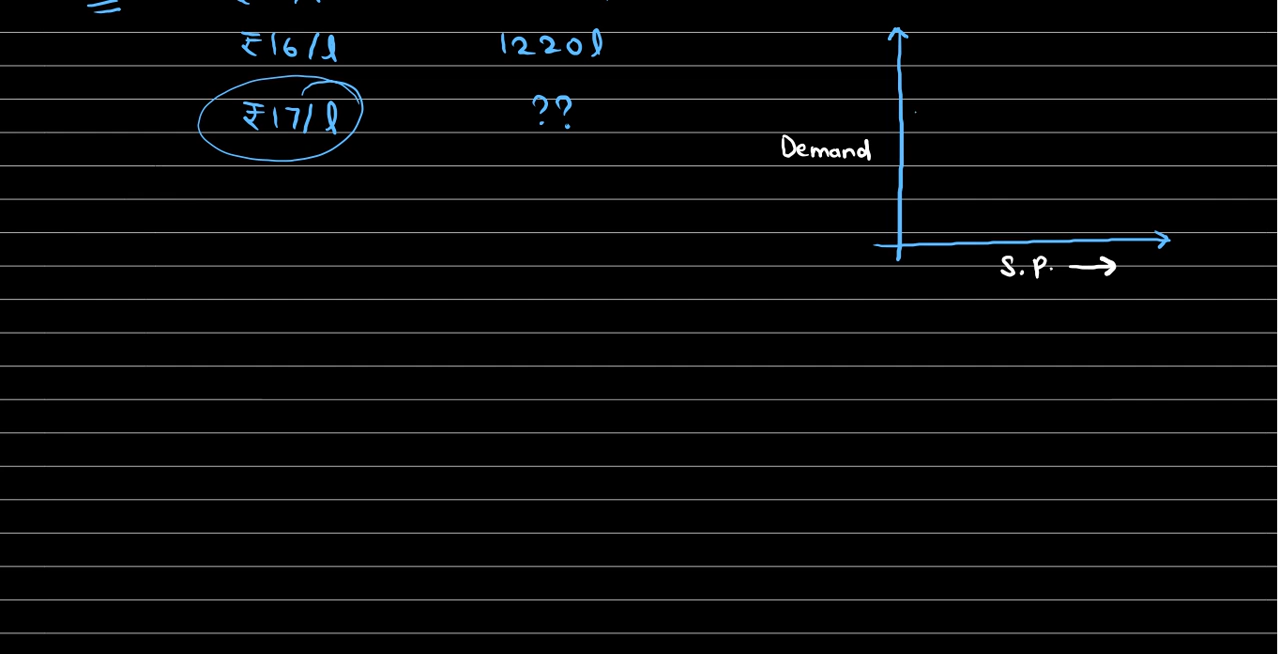 ₹16/l 1220l
₹17/l ??
Demand
S.P. →